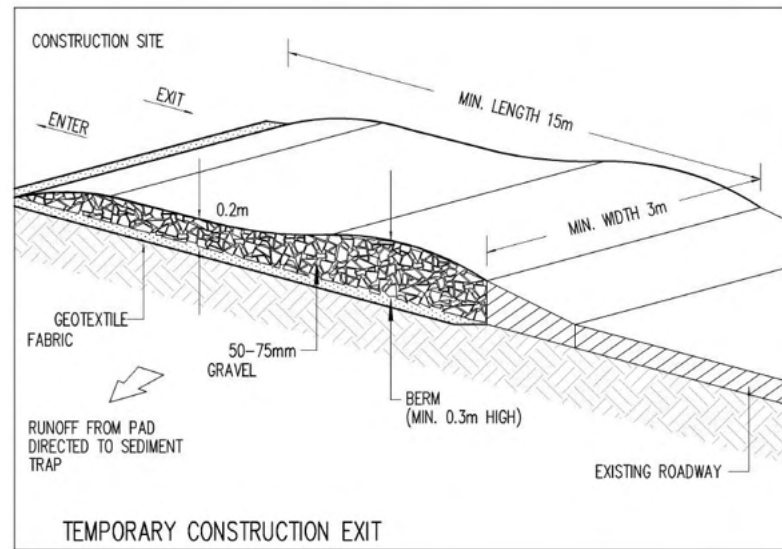 CONSTRUCTION SITE
EXIT
ENTER
MIN. LENGTH 15m
MIN. WIDTH 3m
0.2m
GEOTEXTILE
FABRIC
50-75mm
GRAVEL
BERM
(MIN. 0.3m HIGH)
RUNOFF FROM PAD
DIRECTED TO SEDIMENT
TRAP
EXISTING ROADWAY
TEMPORARY CONSTRUCTION EXIT